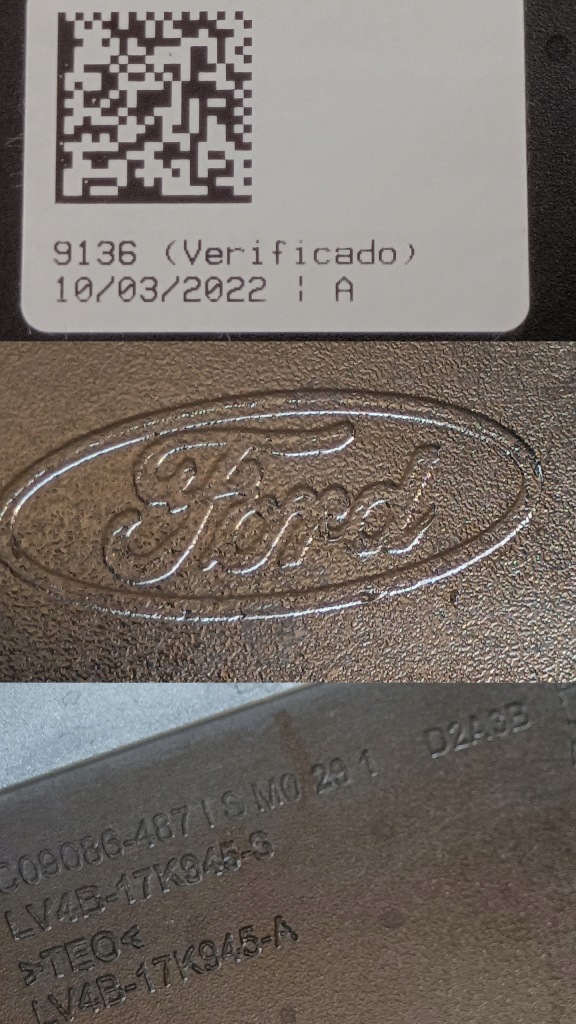 9136 (Verificado)
10/03/2022 ¦ A
Ford
C09086-487 I S M0 29 1 D2A3B
LV4B-17K945-S
>TEO<
LV4B-17K945-A